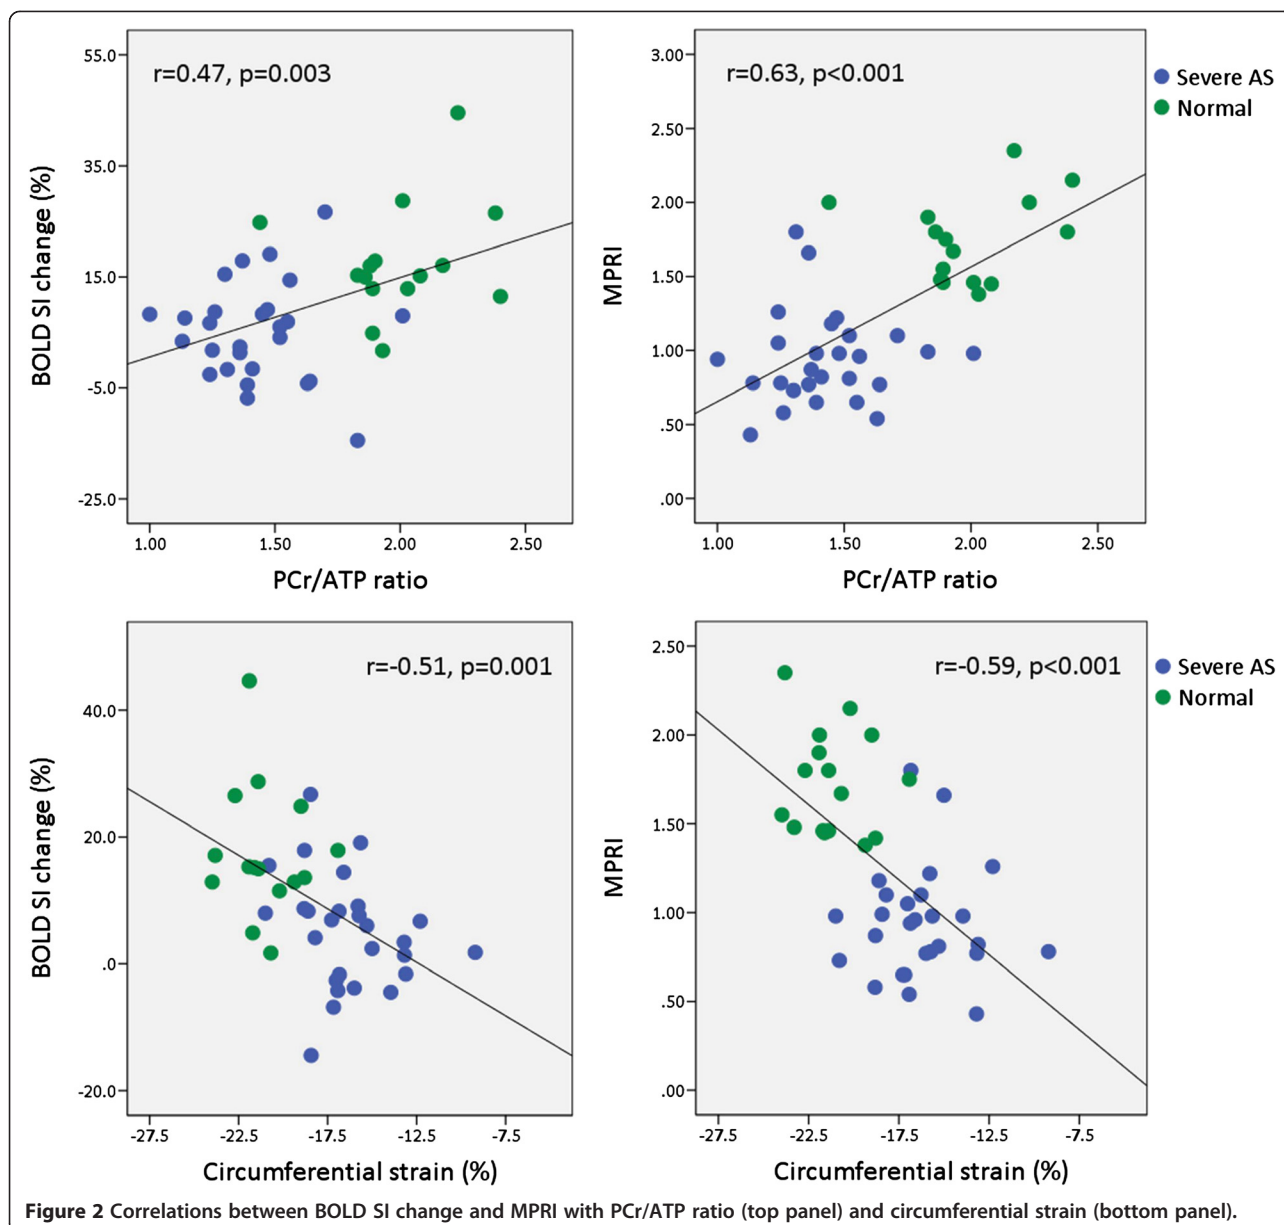 r=0.47, p=0.003
55.0
35.0
15.0
-5.0
-25.0
BOLD SI change (%)
1.00 1.50 2.00 2.50
PCr/ATP ratio
r=0.63, p<0.001
3.00
2.50
2.00
1.50
1.00
.50
.00
MPRI
1.00 1.50 2.00 2.50
PCr/ATP ratio
Severe AS
Normal
r=-0.51, p=0.001
40.0
20.0
.0
-20.0
BOLD SI change (%)
-27.5 -22.5 -17.5 -12.5 -7.5
Circumferential strain (%)
r=-0.59, p<0.001
2.50
2.00
1.50
1.00
.50
.00
MPRI
-27.5 -22.5 -17.5 -12.5 -7.5
Circumferential strain (%)
Severe AS
Normal
Figure 2 Correlations between BOLD SI change and MPRI with PCr/ATP ratio (top panel) and circumferential strain (bottom panel).